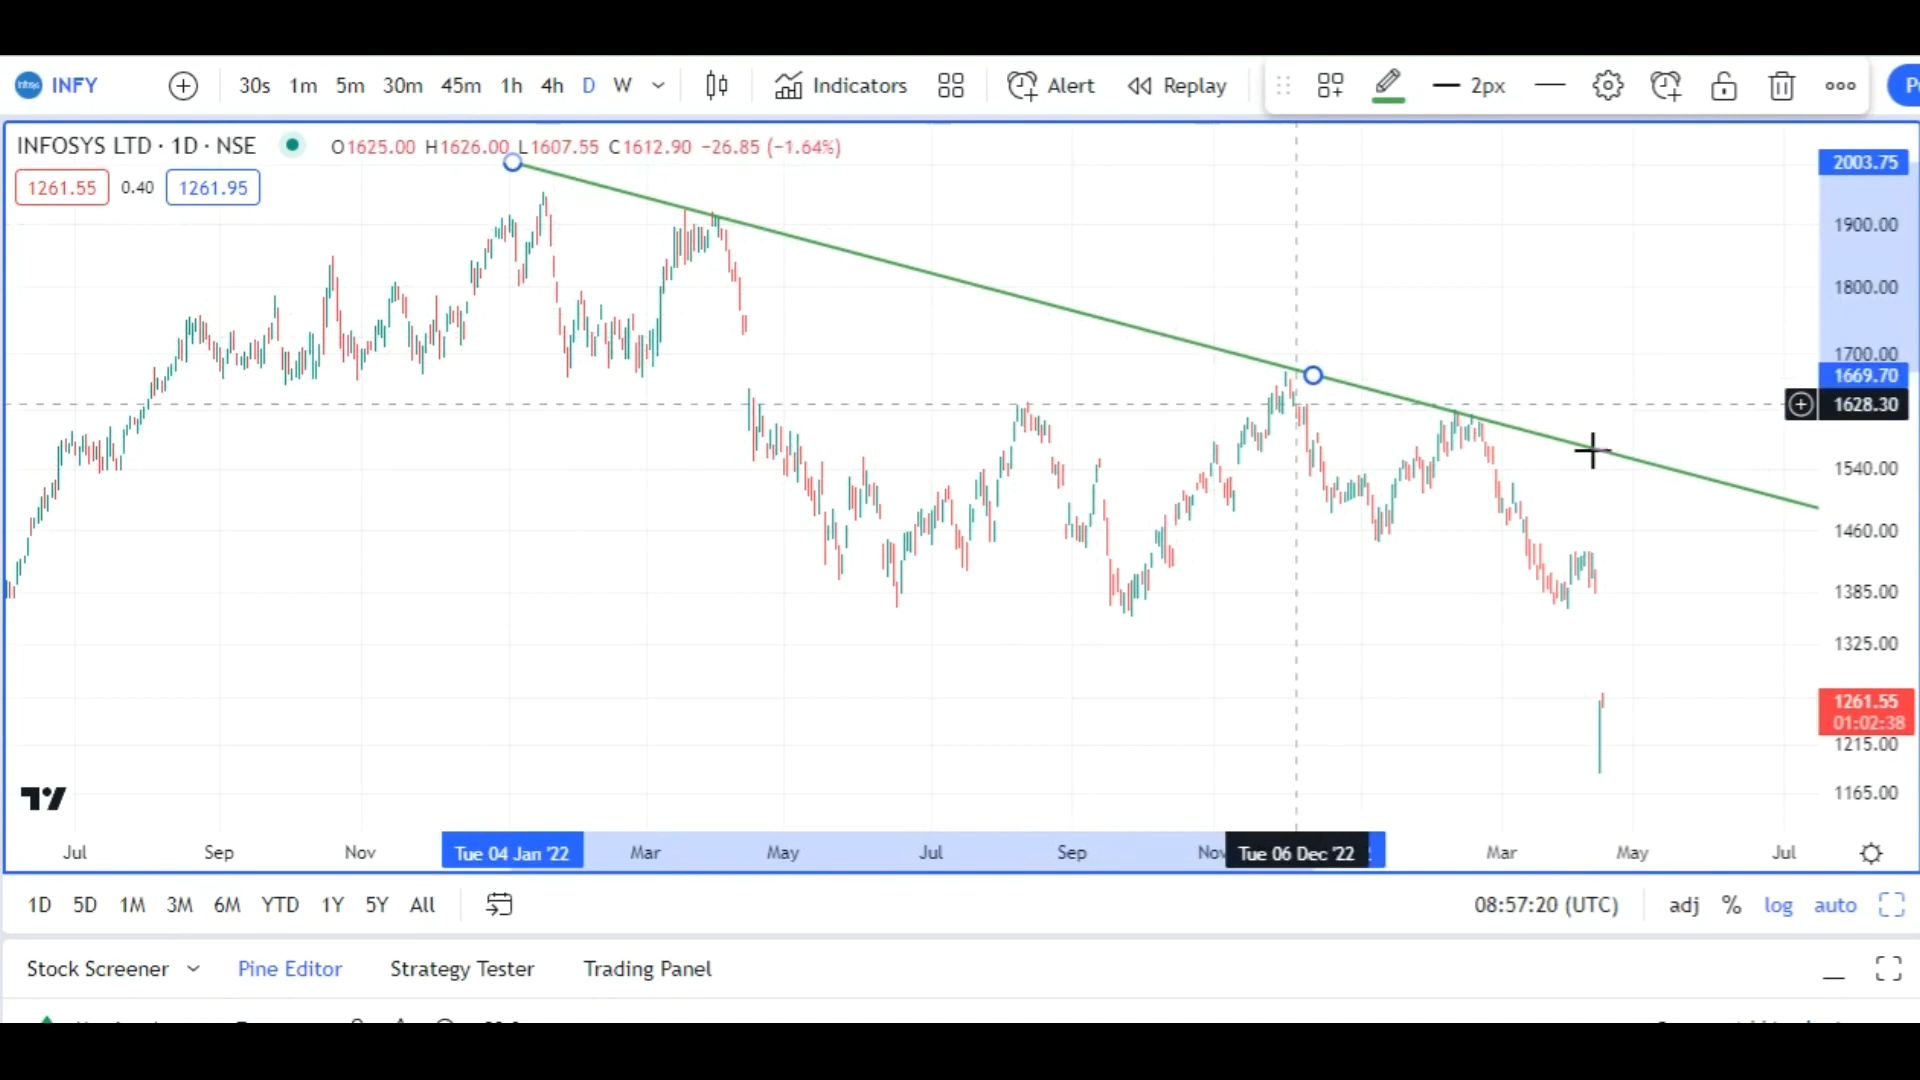 INFY 30s 1m 5m 30m 45m 1h 4h D W Indicators Alert Replay 2px
INFOSYS LTD · 1D · NSE O1625.00 H1626.00 L1607.55 C1612.90 −26.85 (−1.64%)
1261.55 0.40 1261.95
2003.75
1900.00
1800.00
1700.00
1669.70
1628.30
1540.00
1460.00
1385.00
1325.00
1261.55
01:02:38
1215.00
1165.00
Jul Sep Nov Tue 04 Jan '22 Mar May Jul Sep Nov Tue 06 Dec '22 Mar May Jul
1D 5D 1M 3M 6M YTD 1Y 5Y All 08:57:20 (UTC) adj % log auto
Stock Screener Pine Editor Strategy Tester Trading Panel